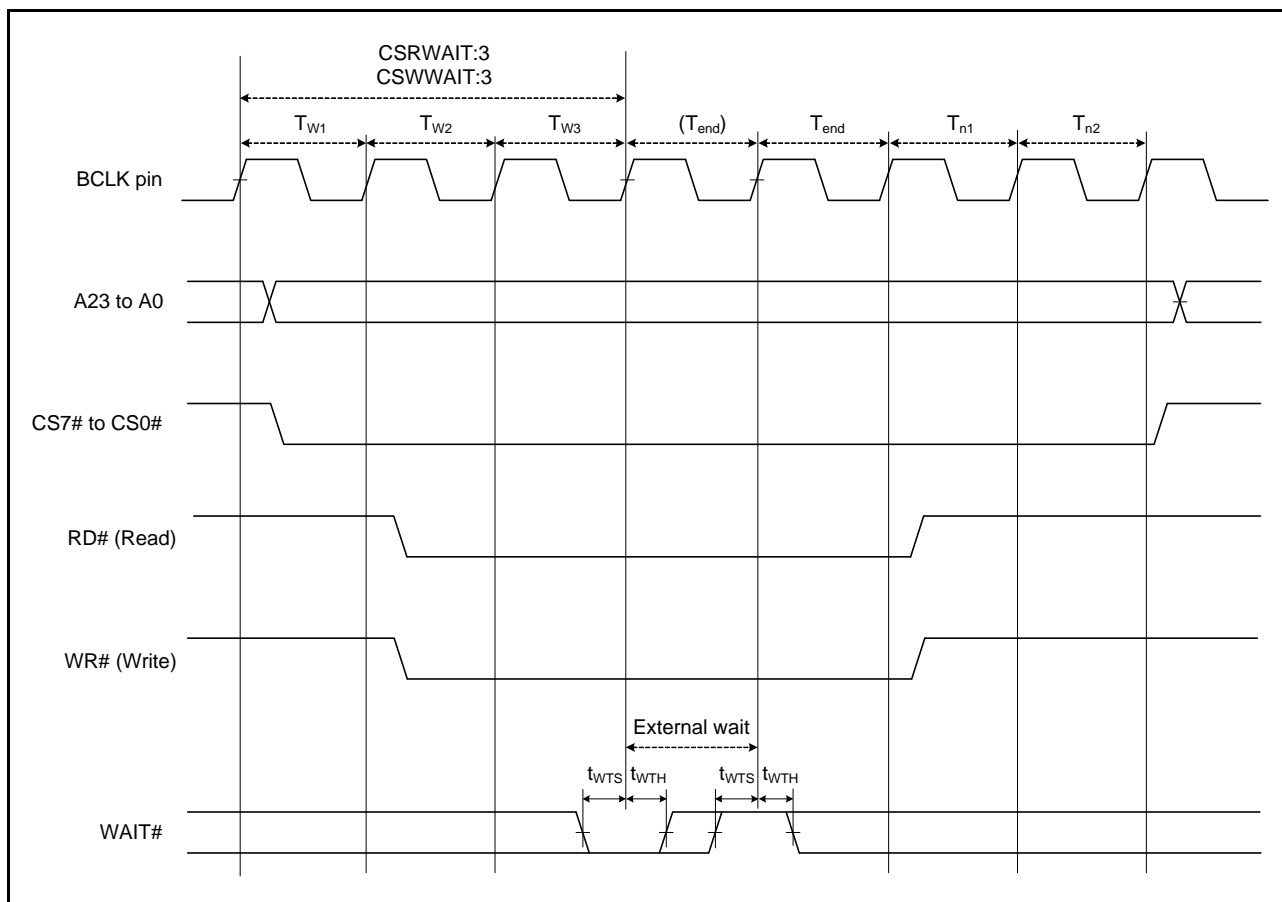 CSRWAIT:3
CSWWAIT:3
TW1 TW2 TW3 (Tend) Tend Tn1 Tn2
BCLK pin
A23 to A0
CS7# to CS0#
RD# (Read)
WR# (Write)
External wait
tWTS tWTH tWTS tWTH
WAIT#